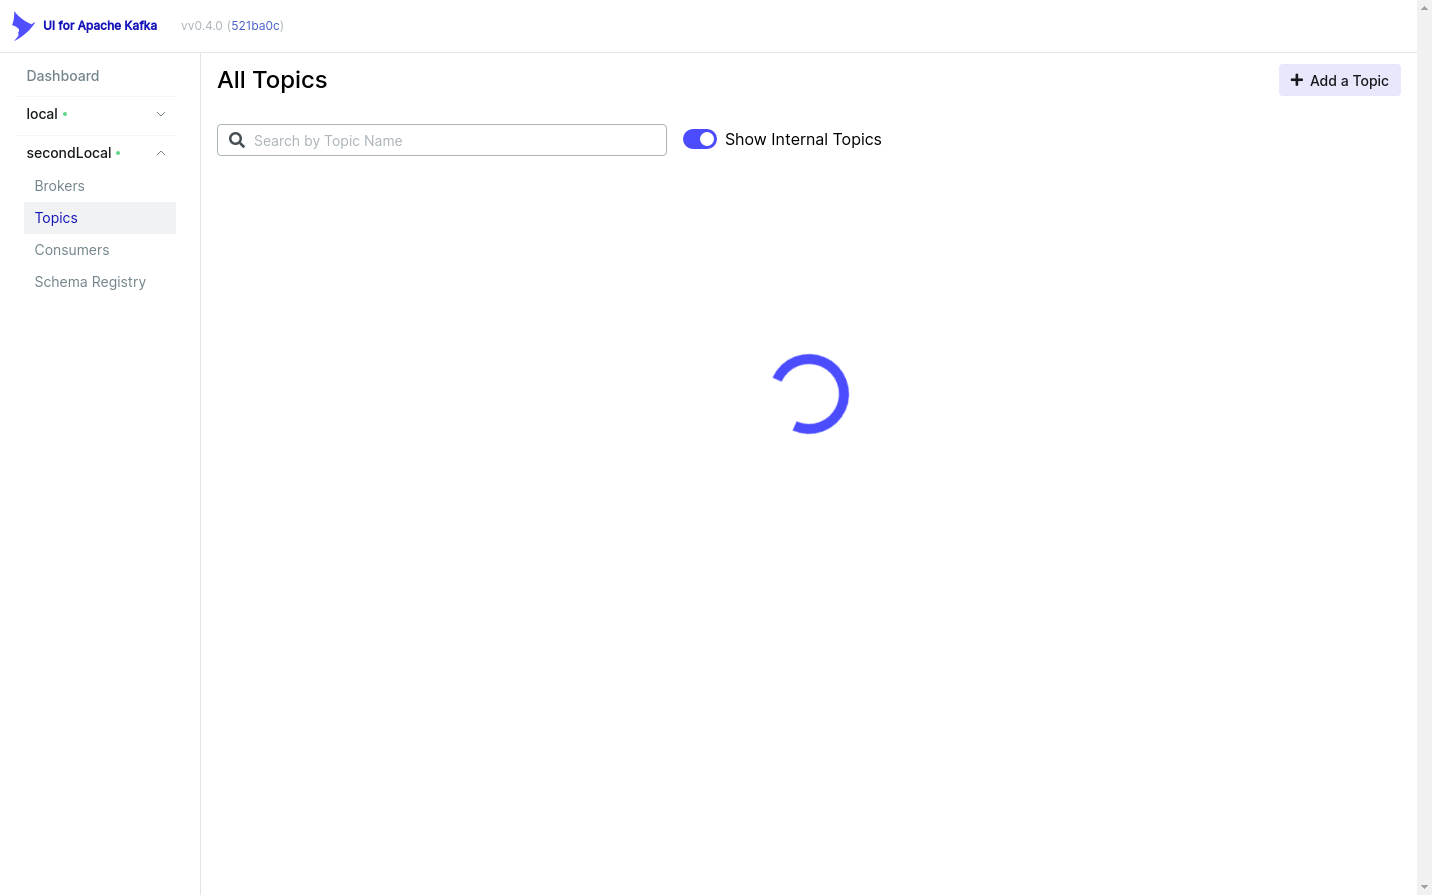 UI for Apache Kafka
vv0.4.0 (521ba0c)
Dashboard
local
secondLocal
Brokers
Topics
Consumers
Schema Registry
All Topics
Add a Topic
Search by Topic Name
Show Internal Topics